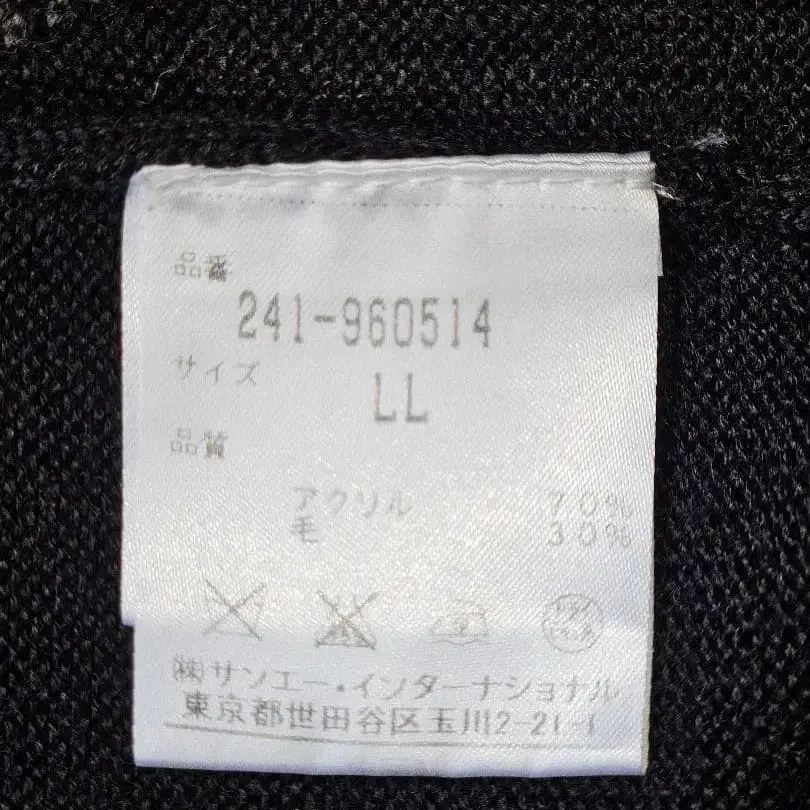 品番
241-960514
サイズ
LL
品質
アクリル 70%
毛 30%
㈱サンエー・インターナショナル
東京都世田谷区玉川2-21-1